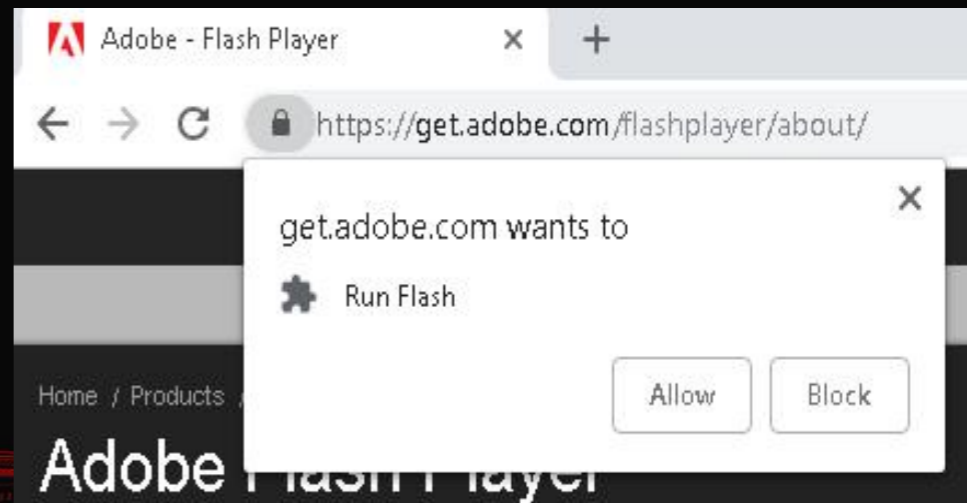 Adobe - Flash Player
https://get.adobe.com/flashplayer/about/
get.adobe.com wants to
Run Flash
Allow Block
Home / Products /
Adobe Flash Player